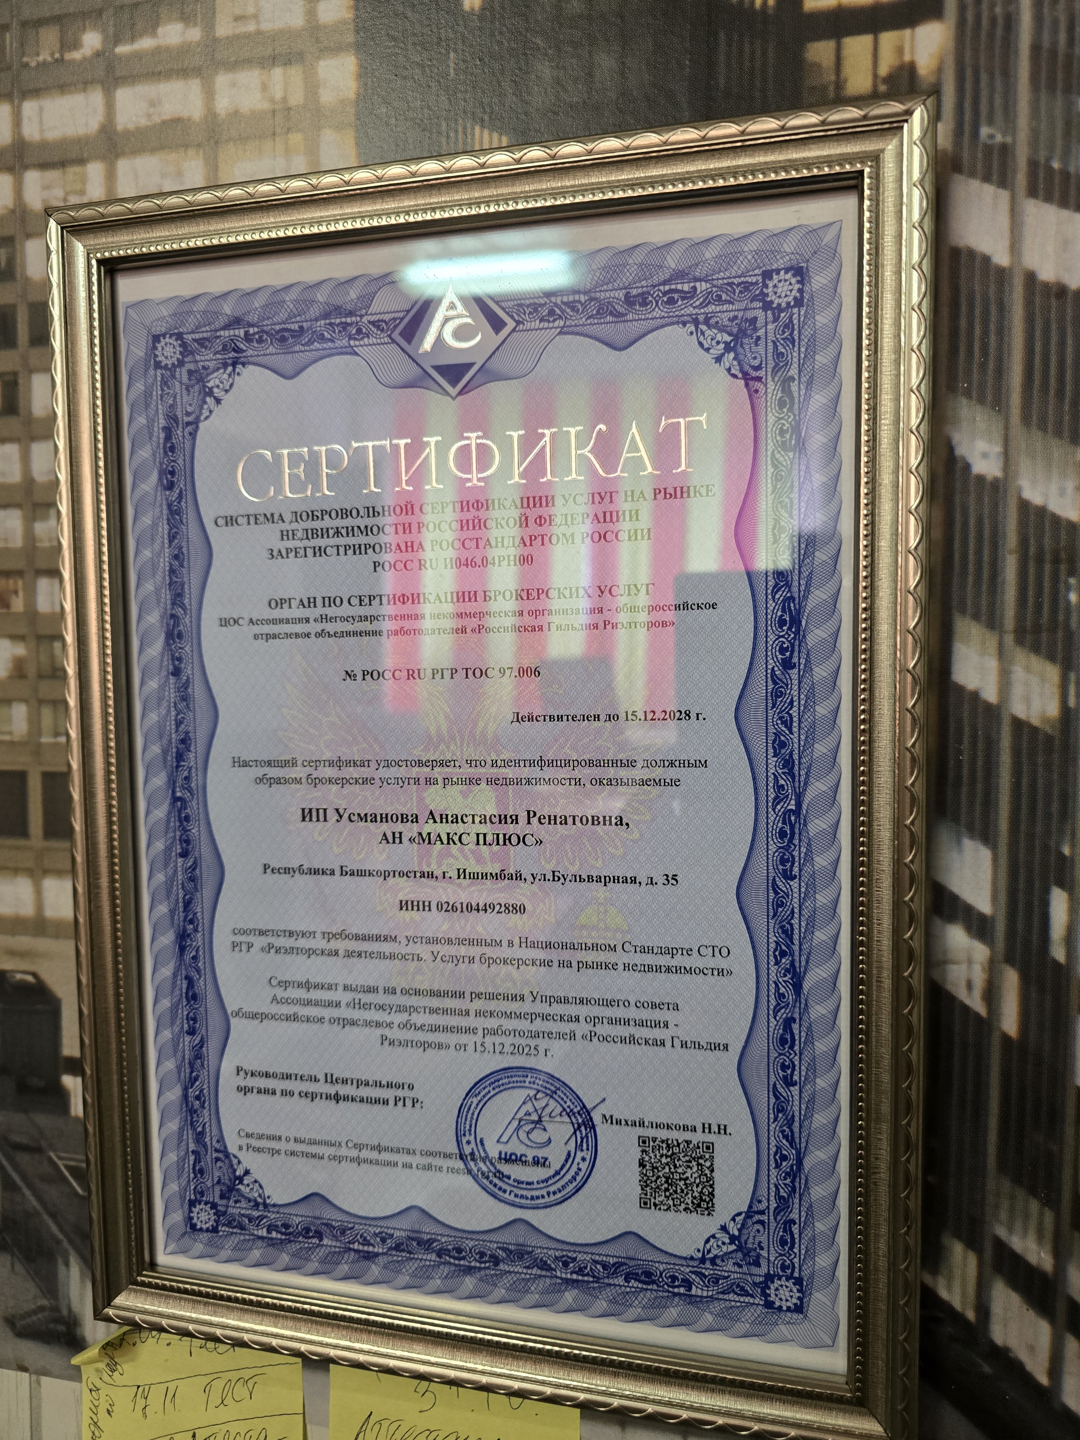 АС
СЕРТИФИКАТ
СИСТЕМА ДОБРОВОЛЬНОЙ СЕРТИФИКАЦИИ УСЛУГ НА РЫНКЕ
НЕДВИЖИМОСТИ РОССИЙСКОЙ ФЕДЕРАЦИИ
ЗАРЕГИСТРИРОВАНА РОССТАНДАРТОМ РОССИИ
РОСС RU И046.04РН00
ОРГАН ПО СЕРТИФИКАЦИИ БРОКЕРСКИХ УСЛУГ
ЦОС Ассоциация «Негосударственная некоммерческая организация - общероссийское
отраслевое объединение работодателей «Российская Гильдия Риэлторов»
№ РОСС RU РГР ТОС 97.006
Действителен до 15.12.2028 г.
Настоящий сертификат удостоверяет, что идентифицированные должным
образом брокерские услуги на рынке недвижимости, оказываемые
ИП Усманова Анастасия Ренатовна,
АН «МАКС ПЛЮС»
Республика Башкортостан, г. Ишимбай, ул.Бульварная, д. 35
ИНН 026104492880
соответствуют требованиям, установленным в Национальном Стандарте СТО
РГР «Риэлторская деятельность. Услуги брокерские на рынке недвижимости»
Сертификат выдан на основании решения Управляющего совета
Ассоциации «Негосударственная некоммерческая организация -
общероссийское отраслевое объединение работодателей «Российская Гильдия
Риэлторов» от 15.12.2025 г.
Руководитель Центрального
органа по сертификации РГР:
Михайлюкова Н.Н.
ЦОС 97
Сведения о выданных Сертификатах
в Реестре системы сертификации на сайте
17.11 Тест